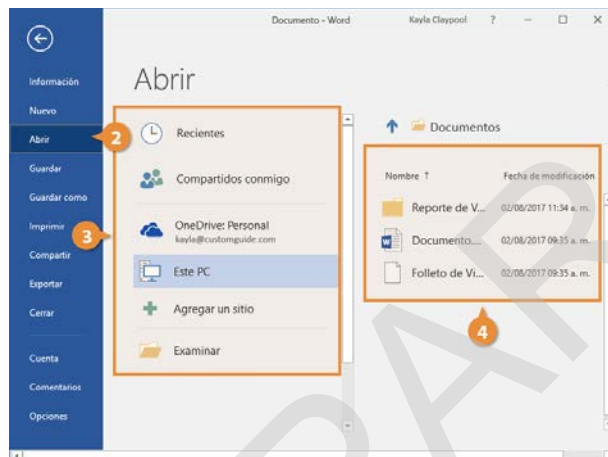 Documento - Word
Kayla Claypool
?
Información
Nuevo
Abrir
Guardar
Guardar como
Imprimir
Compartir
Exportar
Cerrar
Cuenta
Comentarios
Opciones
Abrir
2
3
Recientes
Compartidos conmigo
OneDrive: Personal
kayla@customguide.com
Este PC
Agregar un sitio
Examinar
Documentos
Nombre ↑ Fecha de modificación
Reporte de V... 02/08/2017 11:34 a. m.
Documento.... 02/08/2017 09:35 a. m.
Folleto de Vi... 02/08/2017 09:35 a. m.
4
PAR